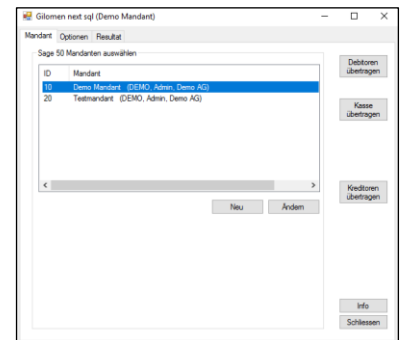 Gilomen next sql (Demo Mandant)
Mandant Optionen Resultat
Sage 50 Mandanten auswählen
ID Mandant
10 Demo Mandant (DEMO, Admin, Demo AG)
20 Testmandant (DEMO, Admin, Demo AG)
Neu Ändern
Debitoren
übertragen
Kasse
übertragen
Kreditoren
übertragen
Info
Schliessen